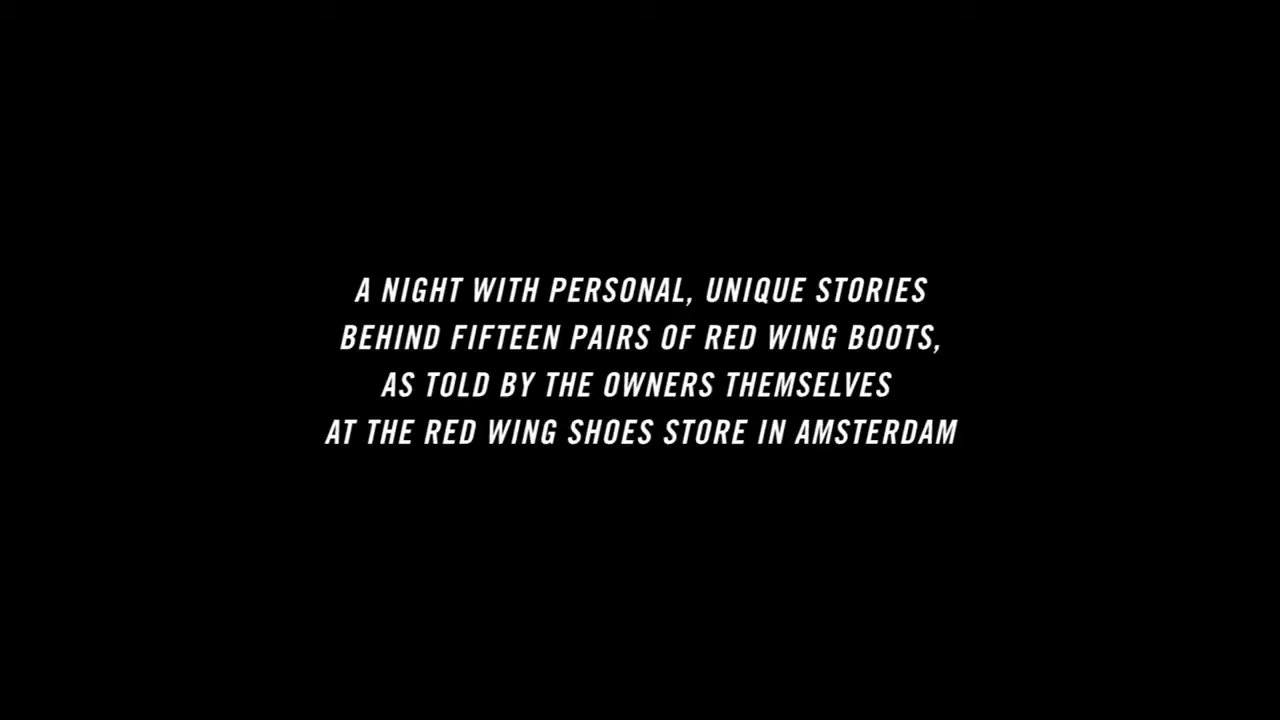 A NIGHT WITH PERSONAL, UNIQUE STORIES
BEHIND FIFTEEN PAIRS OF RED WING BOOTS,
AS TOLD BY THE OWNERS THEMSELVES
AT THE RED WING SHOES STORE IN AMSTERDAM